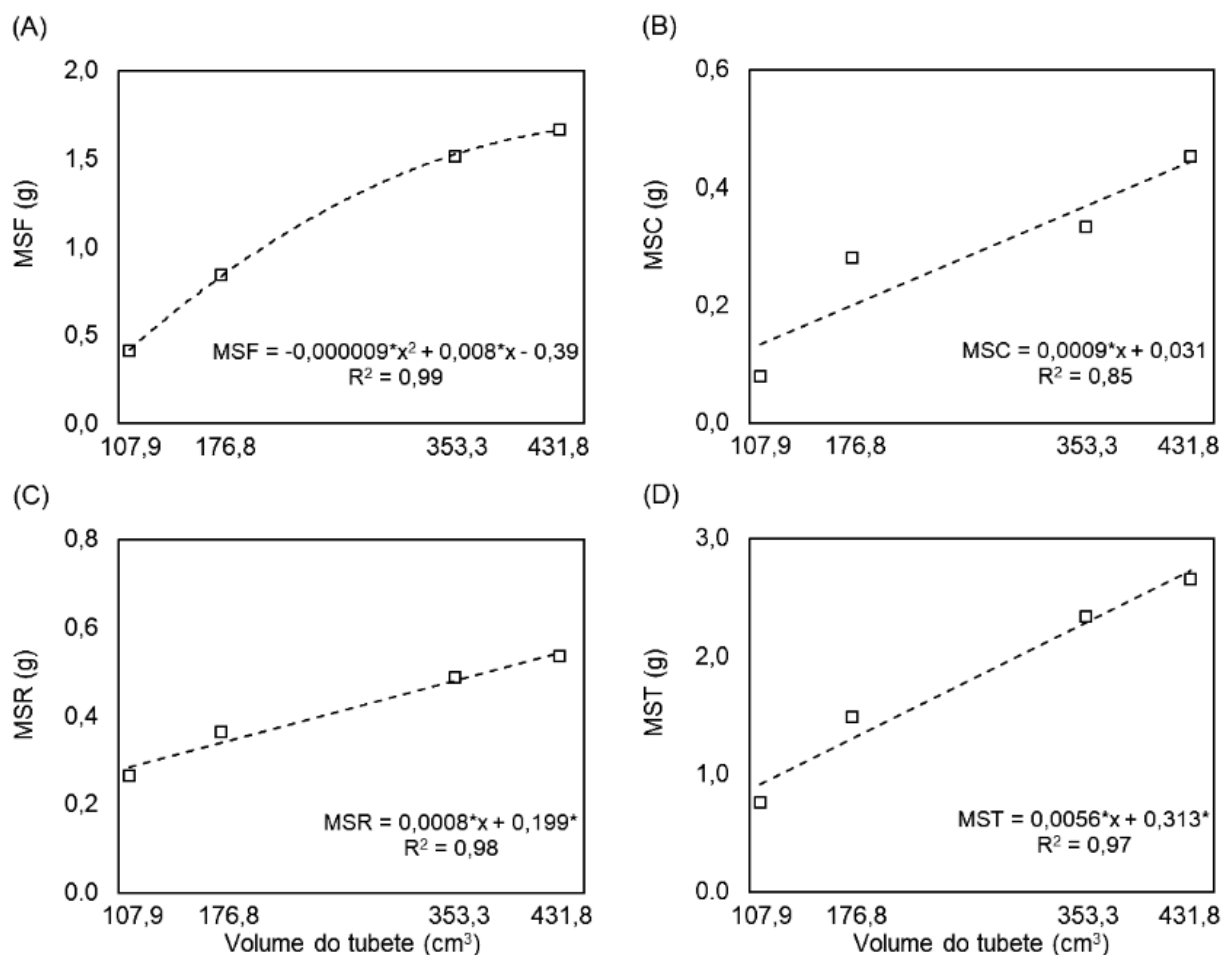 (A)
2,0
1,5
1,0
0,5
0,0
MSF (g)
MSF = -0,000009*x² + 0,008*x - 0,39
R² = 0,99
107,9 176,8 353,3 431,8
(B)
0,6
0,4
0,2
0,0
MSC (g)
MSC = 0,0009*x + 0,031
R² = 0,85
107,9 176,8 353,3 431,8
(C)
0,8
0,6
0,4
0,2
0.0
MSR (g)
MSR = 0,0008*x + 0,199*
R² = 0,98
107,9 176,8 353,3 431,8
Volume do tubete (cm³)
(D)
3,0
2,0
1,0
0.0
MST (g)
MST = 0,0056*x + 0,313*
R² = 0,97
107,9 176,8 353,3 431,8
Volume do tubete (cm³)